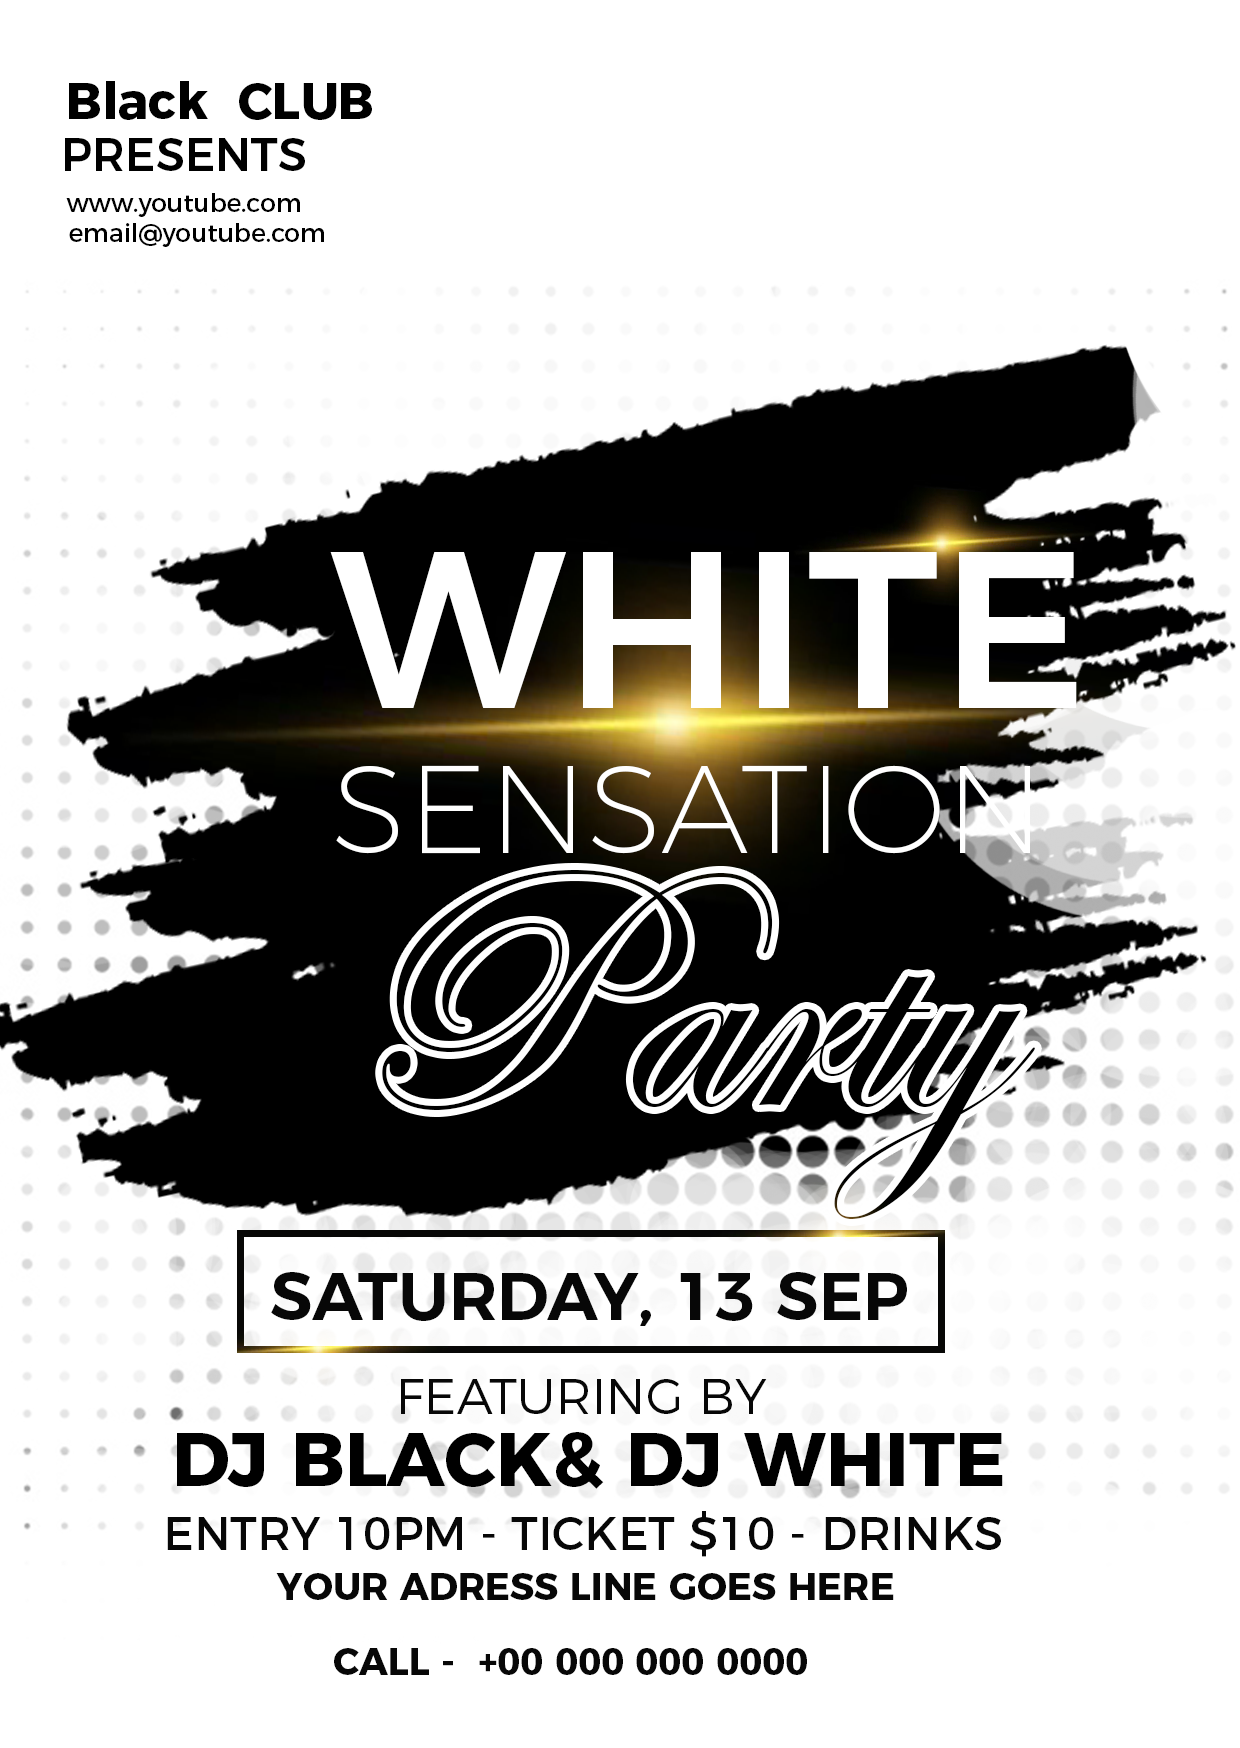 Black CLUB
PRESENTS
www.youtube.com
email@youtube.com
WHITE
SENSATION
Party
SATURDAY, 13 SEP
FEATURING BY
DJ BLACK& DJ WHITE
ENTRY 10PM - TICKET $10 - DRINKS
YOUR ADRESS LINE GOES HERE
CALL - +00 000 000 0000